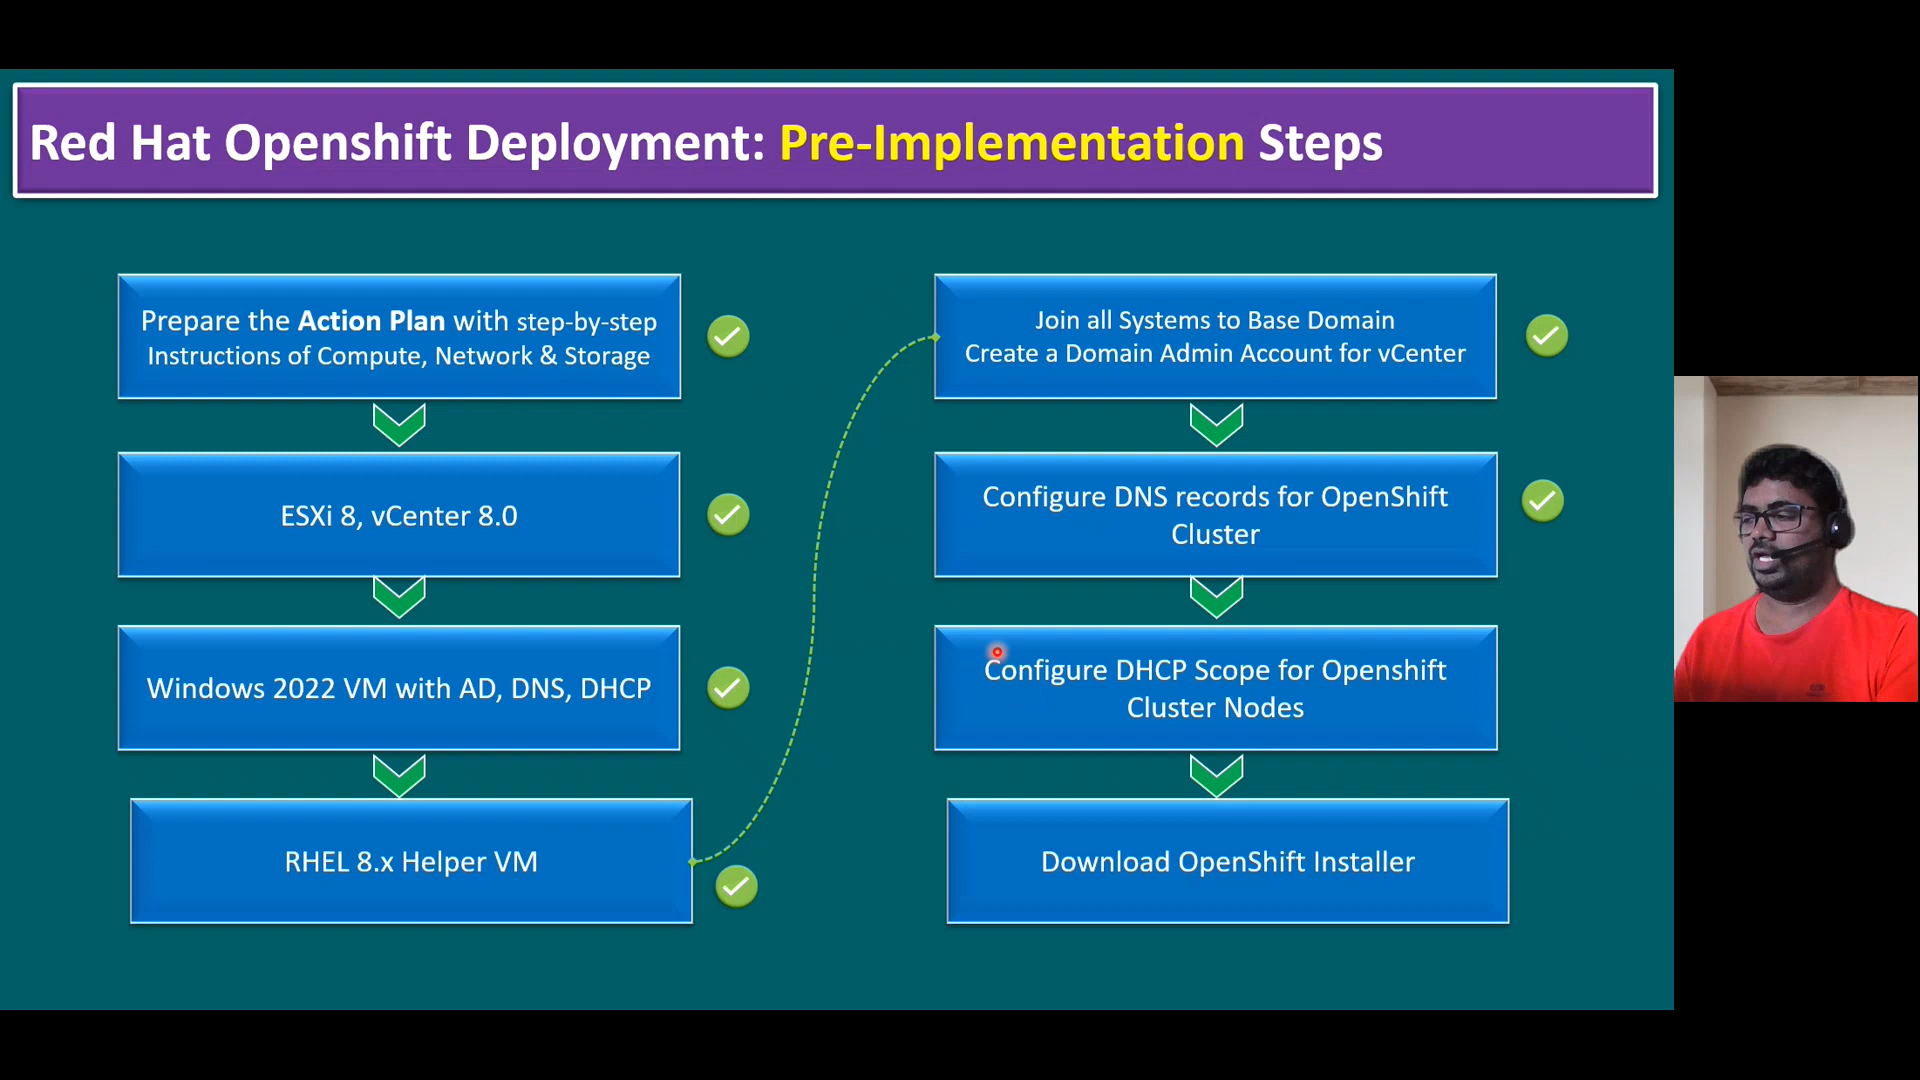 Red Hat Openshift Deployment: Pre-Implementation Steps
Prepare the Action Plan with step-by-step
Instructions of Compute, Network & Storage
ESXi 8, vCenter 8.0
Windows 2022 VM with AD, DNS, DHCP
RHEL 8.x Helper VM
Join all Systems to Base Domain
Create a Domain Admin Account for vCenter
Configure DNS records for OpenShift
Cluster
Configure DHCP Scope for Openshift
Cluster Nodes
Download OpenShift Installer